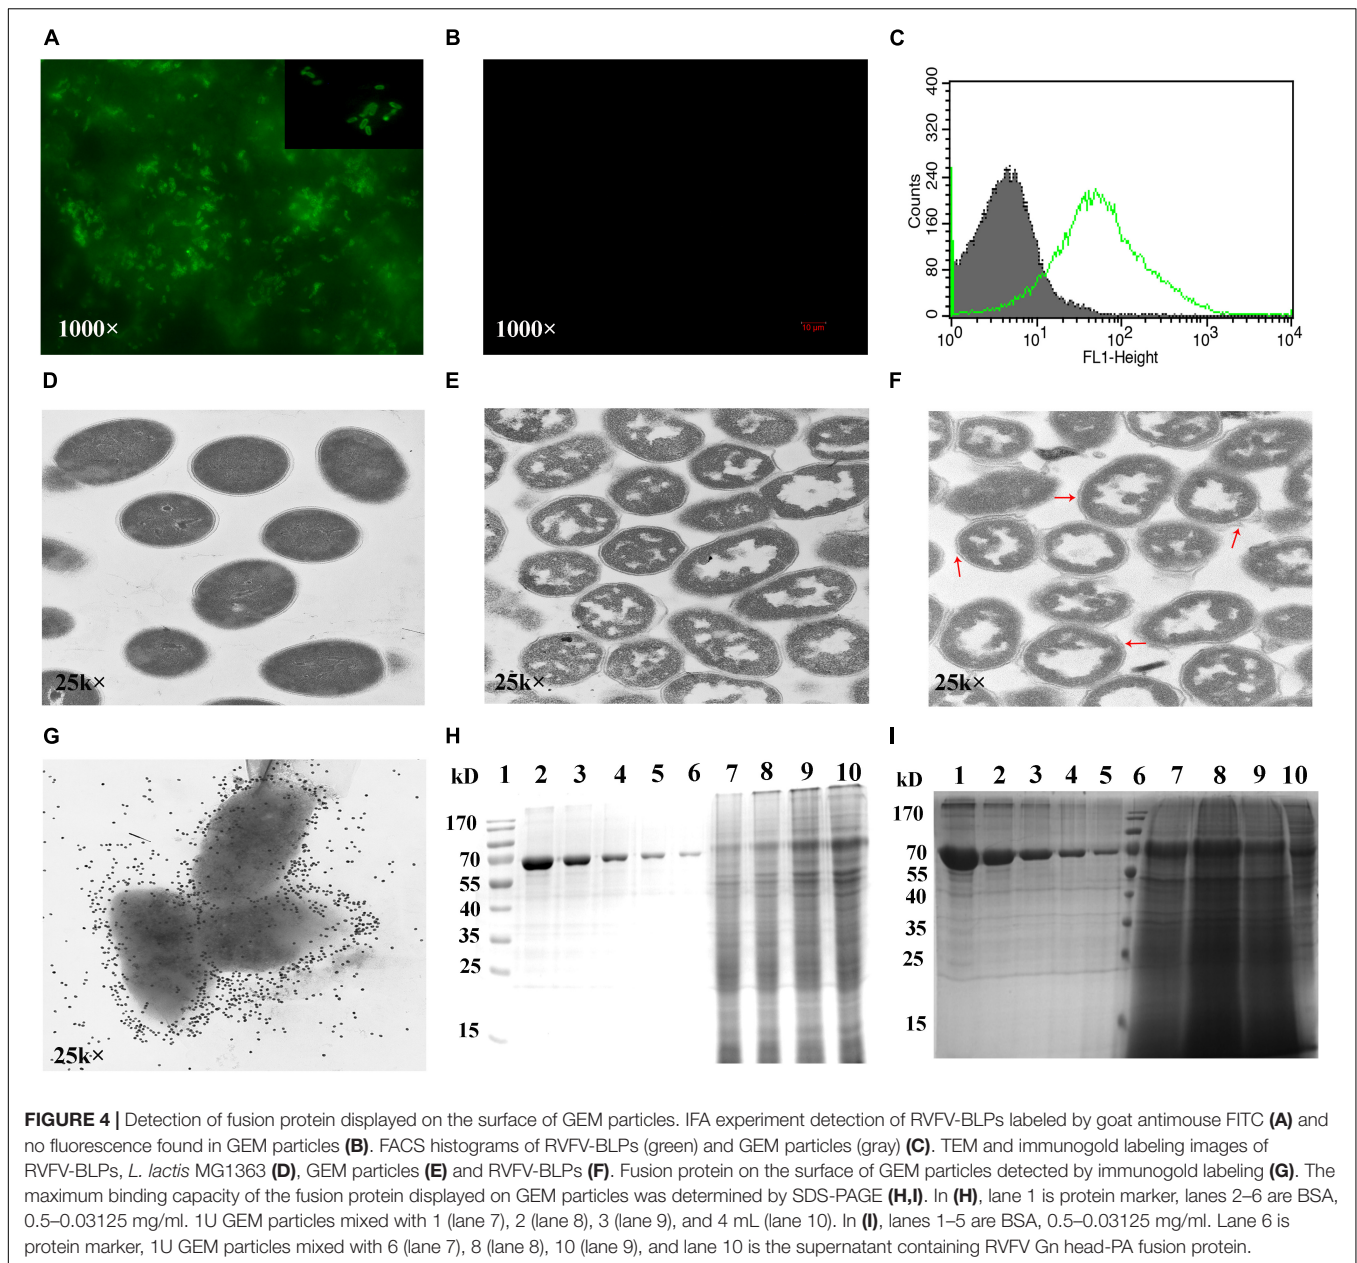 A
B
C
1000×
1000×
10 µm
400
320
240
160
80
0
Counts
10⁰ 10¹ 10² 10³ 10⁴
FL1-Height
D
E
F
25k×
25k×
25k×
G
H
I
25k×
kD 1 2 3 4 5 6 7 8 9 10
170
70
55
40
35
25
15
kD 1 2 3 4 5 6 7 8 9 10
170
70
55
40
35
25
15
FIGURE 4 | Detection of fusion protein displayed on the surface of GEM particles. IFA experiment detection of RVFV-BLPs labeled by goat antimouse FITC (A) and
no fluorescence found in GEM particles (B). FACS histograms of RVFV-BLPs (green) and GEM particles (gray) (C). TEM and immunogold labeling images of
RVFV-BLPs, L. lactis MG1363 (D), GEM particles (E) and RVFV-BLPs (F). Fusion protein on the surface of GEM particles detected by immunogold labeling (G). The
maximum binding capacity of the fusion protein displayed on GEM particles was determined by SDS-PAGE (H,I). In (H), lane 1 is protein marker, lanes 2–6 are BSA,
0.5–0.03125 mg/ml. 1U GEM particles mixed with 1 (lane 7), 2 (lane 8), 3 (lane 9), and 4 mL (lane 10). In (I), lanes 1–5 are BSA, 0.5–0.03125 mg/ml. Lane 6 is
protein marker, 1U GEM particles mixed with 6 (lane 7), 8 (lane 8), 10 (lane 9), and lane 10 is the supernatant containing RVFV Gn head-PA fusion protein.